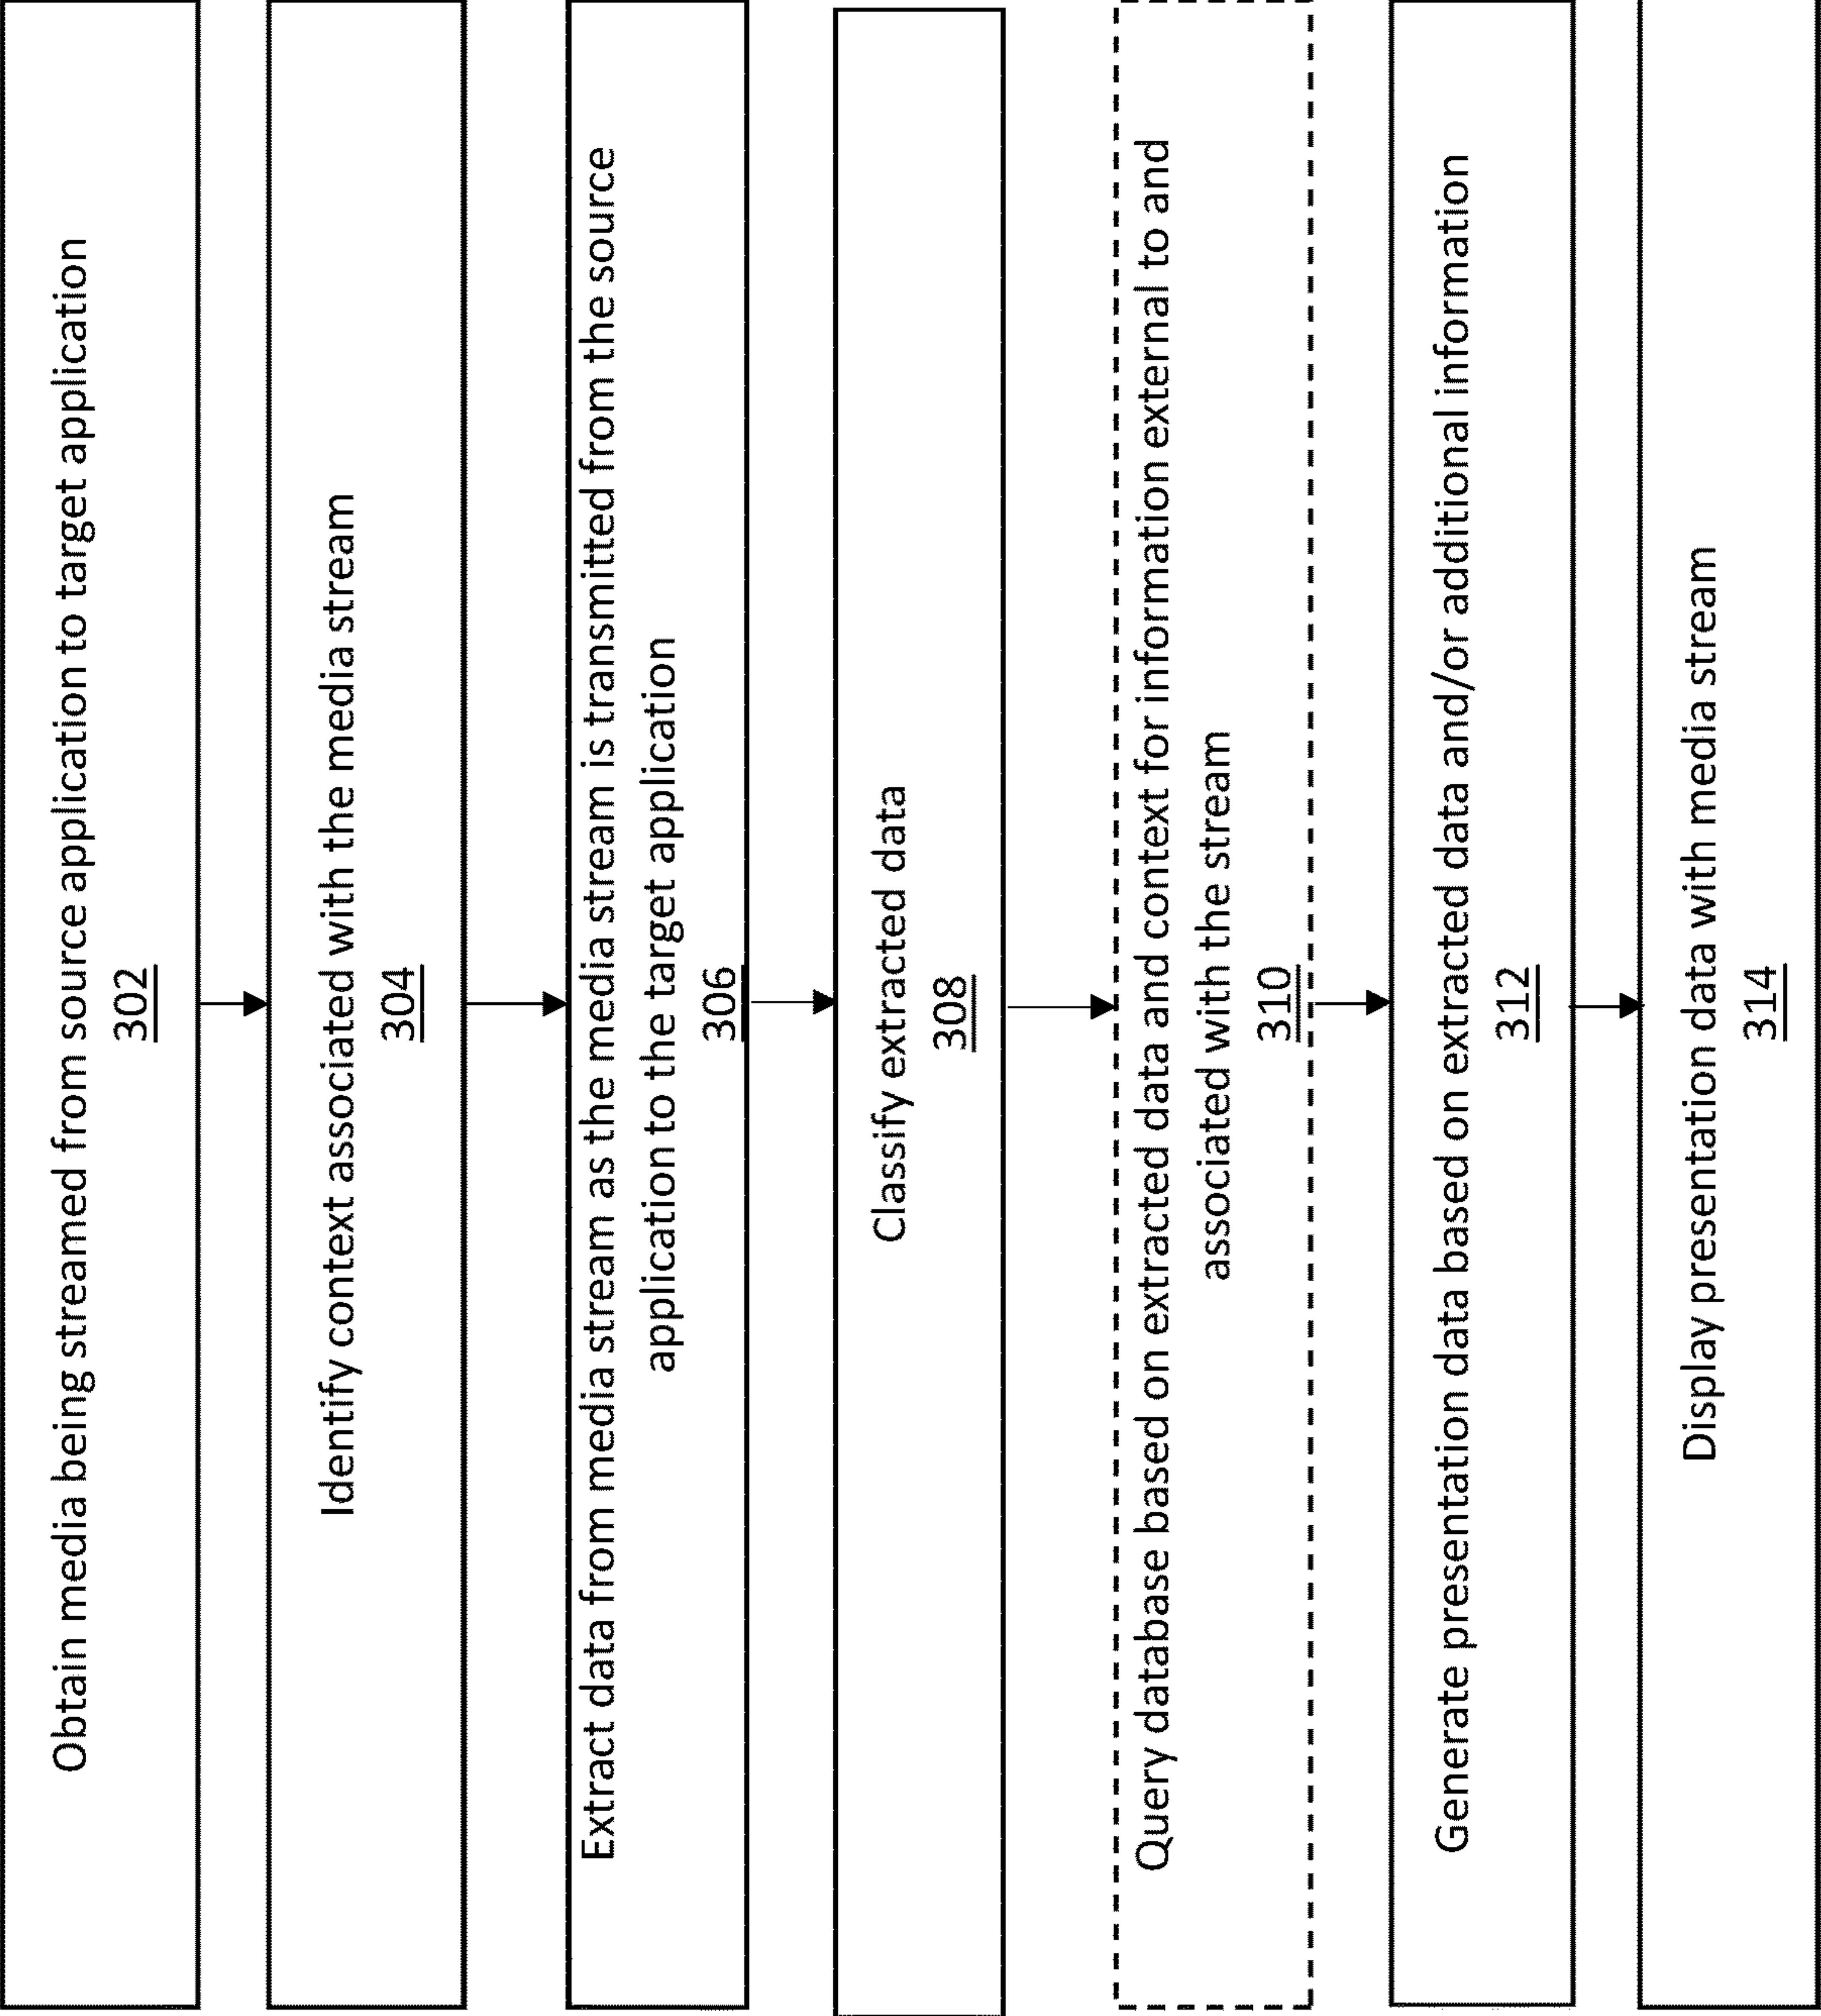 Obtain media being streamed from source application to target application
302
Identify context associated with the media stream
304
Extract data from media stream as the media stream is transmitted from the source
application to the target application
306
Classify extracted data
308
Query database based on extracted data and context for information external to and
associated with the stream
310
Generate presentation data based on extracted data and/or additional information
312
Display presentation data with media stream
314